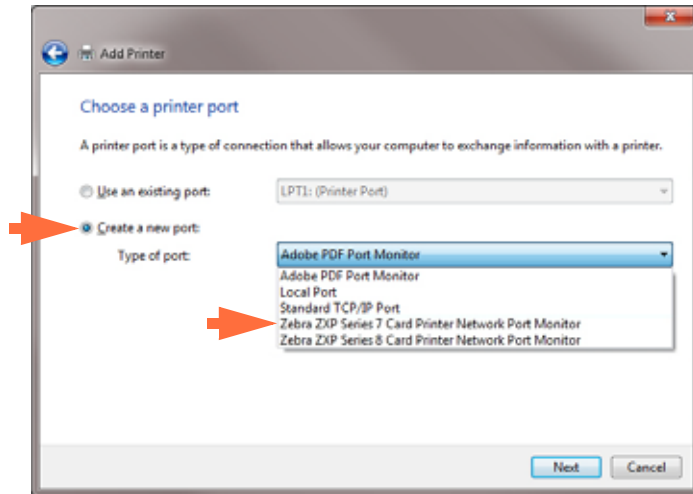 Add Printer
Choose a printer port
A printer port is a type of connection that allows your computer to exchange information with a printer.
Use an existing port: LPT1: (Printer Port)
Create a new port:
Type of port: Adobe PDF Port Monitor
Adobe PDF Port Monitor
Local Port
Standard TCP/IP Port
Zebra ZXP Series 7 Card Printer Network Port Monitor
Zebra ZXP Series 8 Card Printer Network Port Monitor
Next Cancel